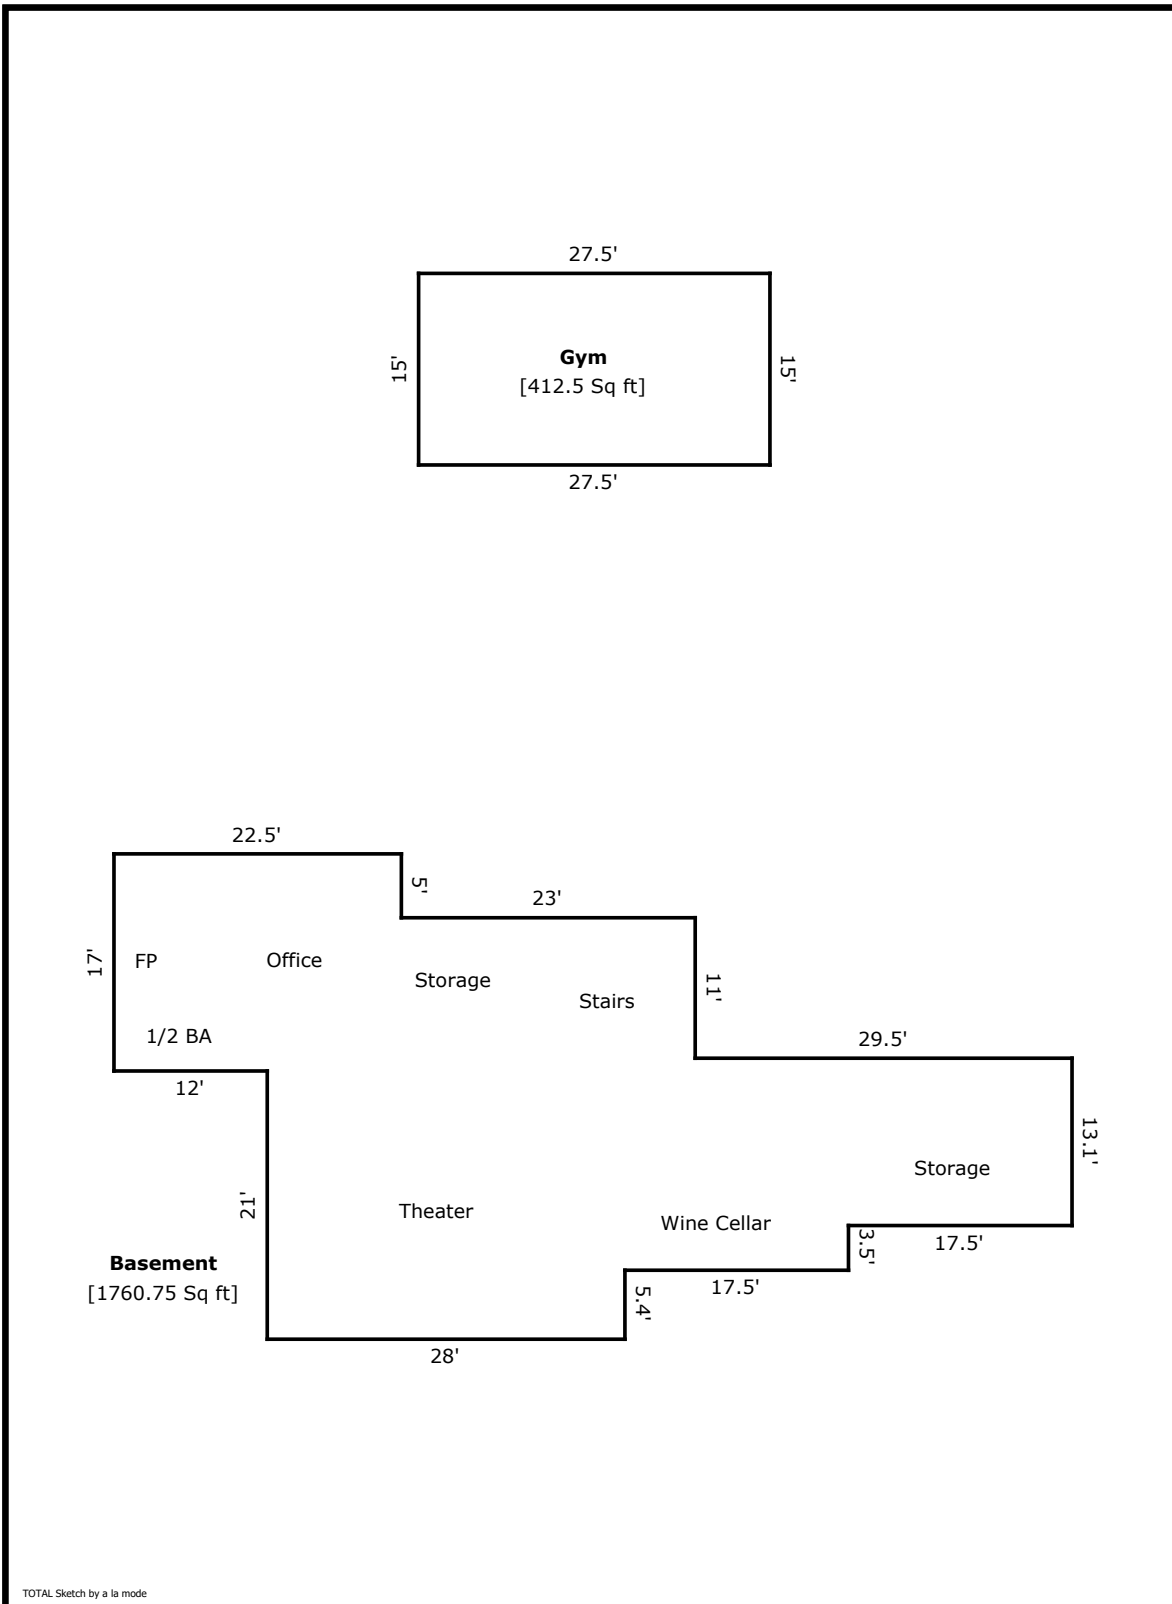 27.5'
15'
Gym
15'
[412.5 Sq ft]
27.5'
22.5'
5'
23'
17'
FP
Office
Storage
11'
Stairs
1/2 BA
29.5'
12'
13.1'
Storage
21'
Theater
Wine Cellar
3.5'
17.5'
Basement
[1760.75 Sq ft]
17.5'
5.4'
28'
TOTAL Sketch by a la mode